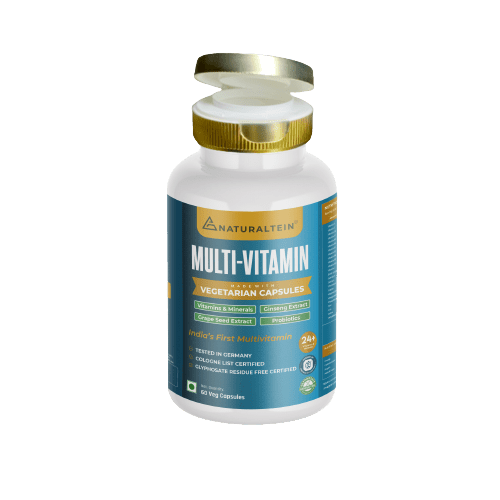 NATURALTEIN®
MULTI-VITAMIN
MADE WITH
VEGETARIAN CAPSULES
Vitamins & Minerals
Ginseng Extract
Grape Seed Extract
Probiotics
India's First Multivitamin
24+
TESTED IN GERMANY
COLOGNE LIST CERTIFIED
GLYPHOSATE RESIDUE FREE CERTIFIED
60 Veg Capsules